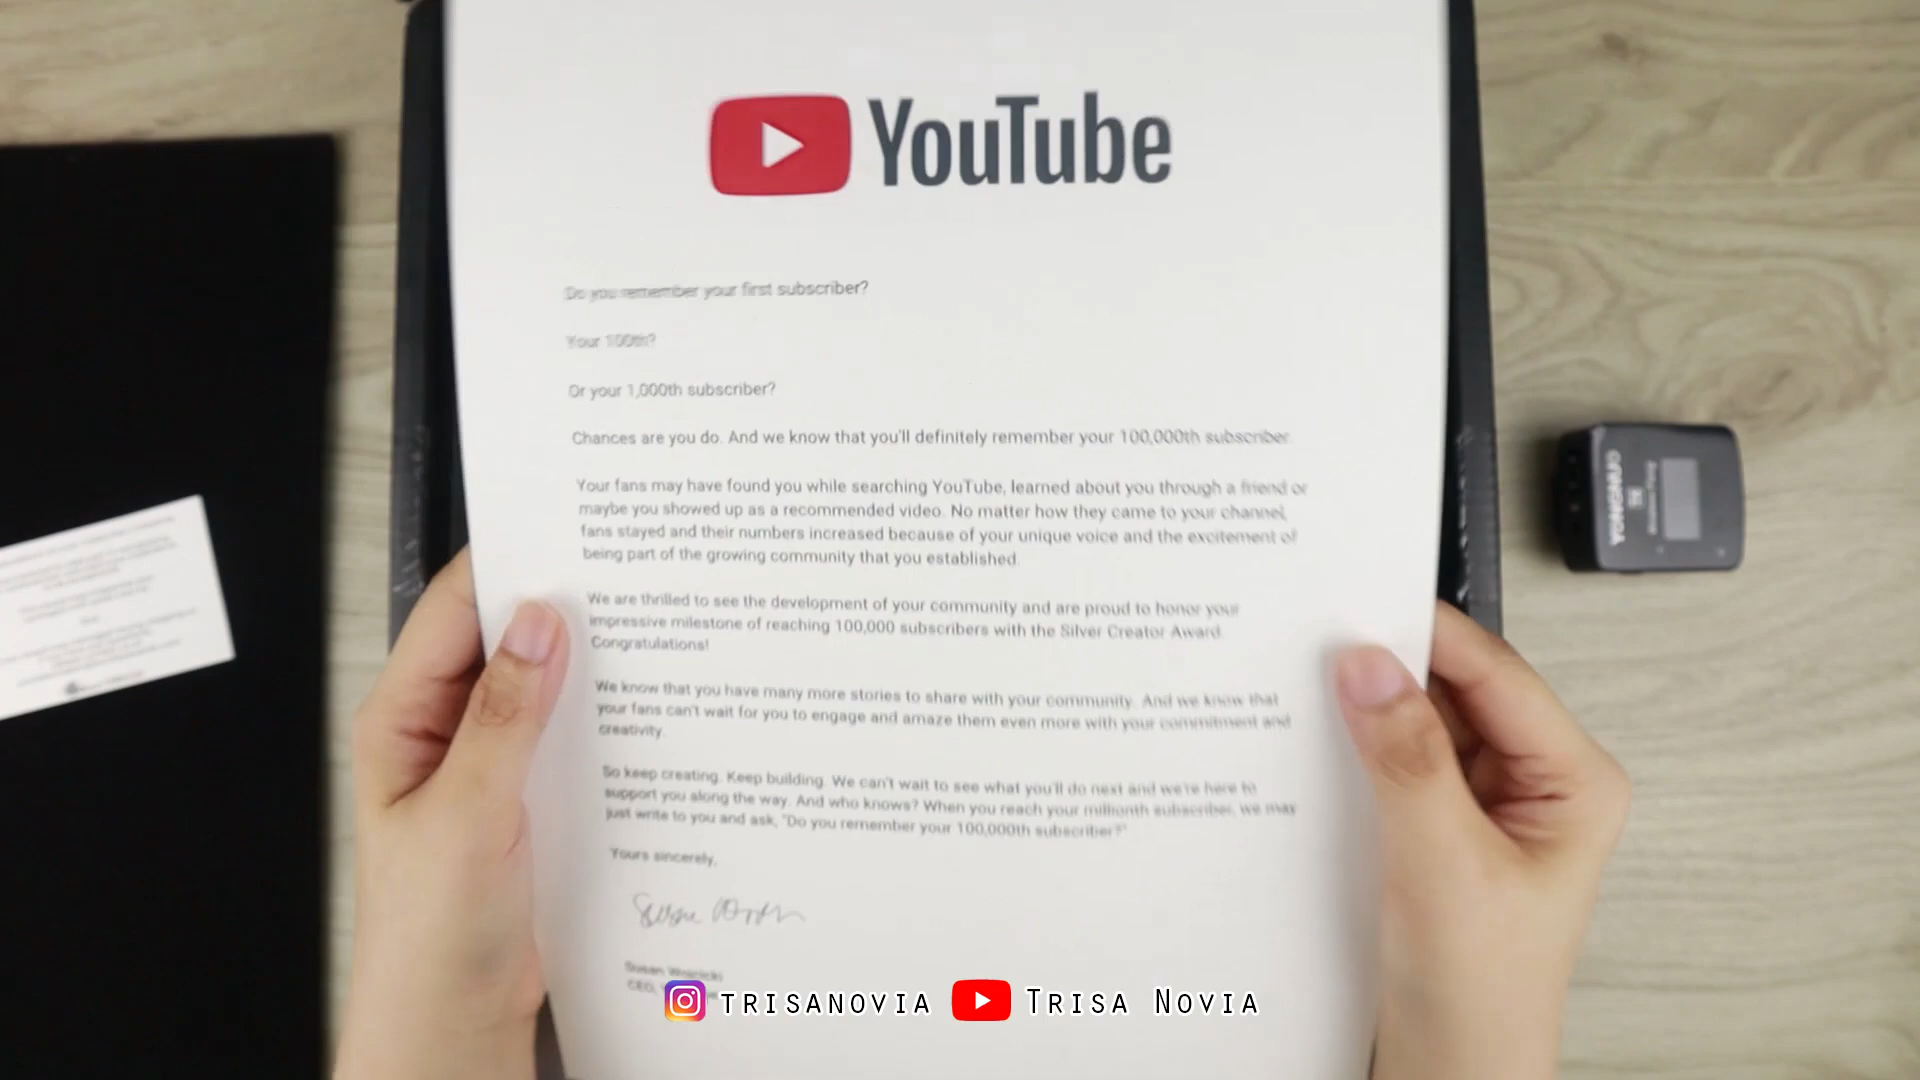 YouTube
Do you remember your first subscriber?
Your 100th?
Or your 1,000th subscriber?
Chances are you do. And we know that you'll definitely remember your 100,000th subscriber.
Your fans may have found you while searching YouTube, learned about you through a friend or
maybe you showed up as a recommended video. No matter how they came to your channel,
fans stayed and their numbers increased because of your unique voice and the excitement of
being part of the growing community that you established.
We are thrilled to see the development of your community and are proud to honor your
impressive milestone of reaching 100,000 subscribers with the Silver Creator Award.
Congratulations!
We know that you have many more stories to share with your community. And we know that
your fans can't wait for you to engage and amaze them even more with your commitment and
creativity.
So keep creating. Keep building. We can't wait to see what you'll do next and we're here to
support you along the way. And who knows? When you reach your millionth subscriber, we may
just write to you and ask, "Do you remember your 100,000th subscriber?"
Yours sincerely,
Susan Wojcicki
CEO,
TRISANOVIA TRISA NOVIA
YONGNUO